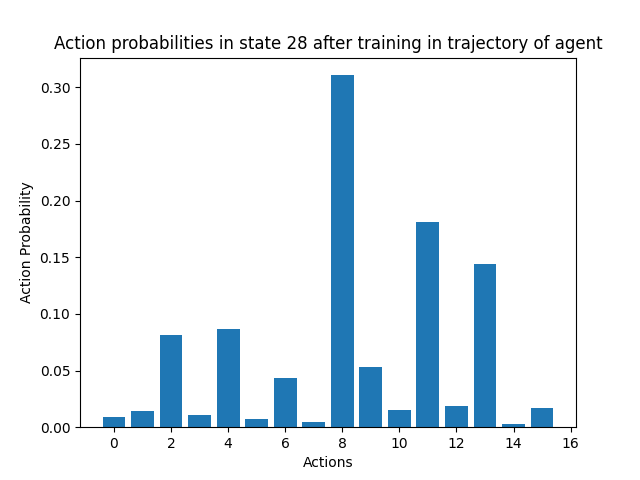 Action probabilities in state 28 after training in trajectory of agent
0.30
0.25
0.20
0.15
0.10
0.05
0.00
Action Probability
0 2 4 6 8 10 12 14 16
Actions